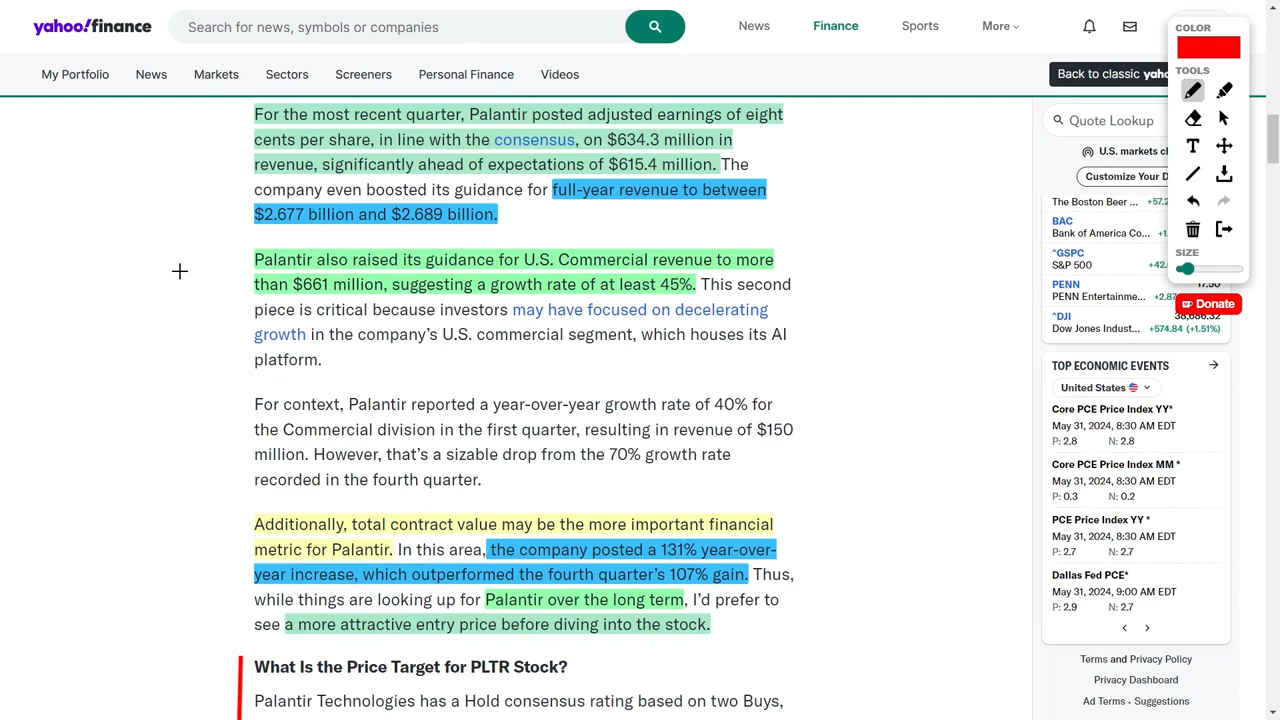 yahoo!finance
Search for news, symbols or companies
News
Finance
Sports
More
COLOR
TOOLS
SIZE
Donate
My Portfolio
News
Markets
Sectors
Screeners
Personal Finance
Videos
Back to classic
For the most recent quarter, Palantir posted adjusted earnings of eight
cents per share, in line with the consensus, on $634.3 million in
revenue, significantly ahead of expectations of $615.4 million. The
company even boosted its guidance for full-year revenue to between
$2.677 billion and $2.689 billion.
Palantir also raised its guidance for U.S. Commercial revenue to more
than $661 million, suggesting a growth rate of at least 45%. This second
piece is critical because investors may have focused on decelerating
growth in the company's U.S. commercial segment, which houses its AI
platform.
For context, Palantir reported a year-over-year growth rate of 40% for
the Commercial division in the first quarter, resulting in revenue of $150
million. However, that's a sizable drop from the 70% growth rate
recorded in the fourth quarter.
Additionally, total contract value may be the more important financial
metric for Palantir. In this area, the company posted a 131% year-over-
year increase, which outperformed the fourth quarter's 107% gain. Thus,
while things are looking up for Palantir over the long term, I'd prefer to
see a more attractive entry price before diving into the stock.
What Is the Price Target for PLTR Stock?
Palantir Technologies has a Hold consensus rating based on two Buys,
Quote Lookup
U.S. markets
Customize Your
The Boston Beer ...
BAC
Bank of America Co...
^GSPC
S&P 500
PENN
PENN Entertainme...
^DJI
38,686.32
Dow Jones Indust... +574.84 (+1.51%)
TOP ECONOMIC EVENTS
United States
Core PCE Price Index YY*
May 31, 2024, 8:30 AM EDT
P: 2.8 N: 2.8
Core PCE Price Index MM *
May 31, 2024, 8:30 AM EDT
P: 0.3 N: 0.2
PCE Price Index YY *
May 31, 2024, 8:30 AM EDT
P: 2.7 N: 2.7
Dallas Fed PCE*
May 31, 2024, 9:00 AM EDT
P: 2.9 N: 2.7
Terms and Privacy Policy
Privacy Dashboard
Ad Terms • Suggestions